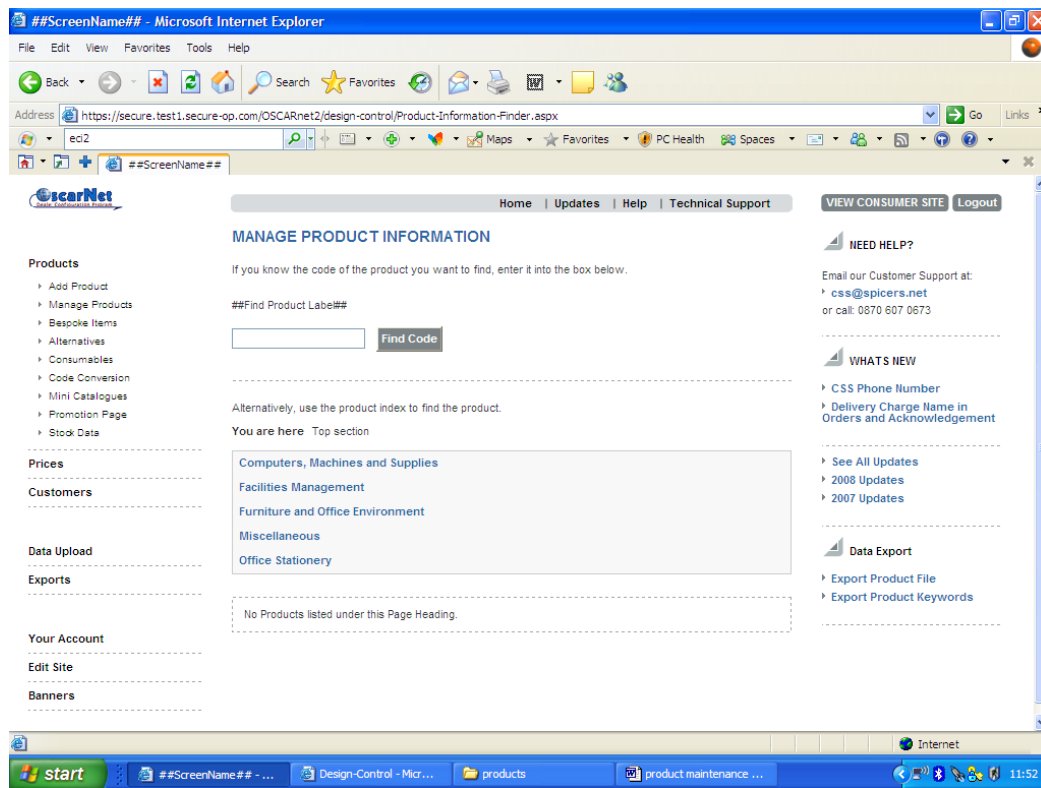 ##ScreenName## - Microsoft Internet Explorer
File Edit View Favorites Tools Help
Back Search Favorites
Address https://secure.test1.secure-op.com/OSCARnet2/design-control/Product-Information-Finder.aspx Go Links
eci2 Maps Favorites PC Health Spaces
##ScreenName##
OscarNet
Home | Updates | Help | Technical Support
VIEW CONSUMER SITE Logout
Products
Add Product
Manage Products
Bespoke Items
Alternatives
Consumables
Code Conversion
Mini Catalogues
Promotion Page
Stock Data
Prices
Customers
Data Upload
Exports
Your Account
Edit Site
Banners
MANAGE PRODUCT INFORMATION
If you know the code of the product you want to find, enter it into the box below.
##Find Product Label##
Find Code
Alternatively, use the product index to find the product.
You are here Top section
Computers, Machines and Supplies
Facilities Management
Furniture and Office Environment
Miscellaneous
Office Stationery
No Products listed under this Page Heading.
NEED HELP?
Email our Customer Support at:
css@spicers.net
or call: 0870 607 0673
WHATS NEW
CSS Phone Number
Delivery Charge Name in
Orders and Acknowledgement
See All Updates
2008 Updates
2007 Updates
Data Export
Export Product File
Export Product Keywords
Internet
start ##ScreenName## - ... Design-Control - Micr... products product maintenance ... 11:52